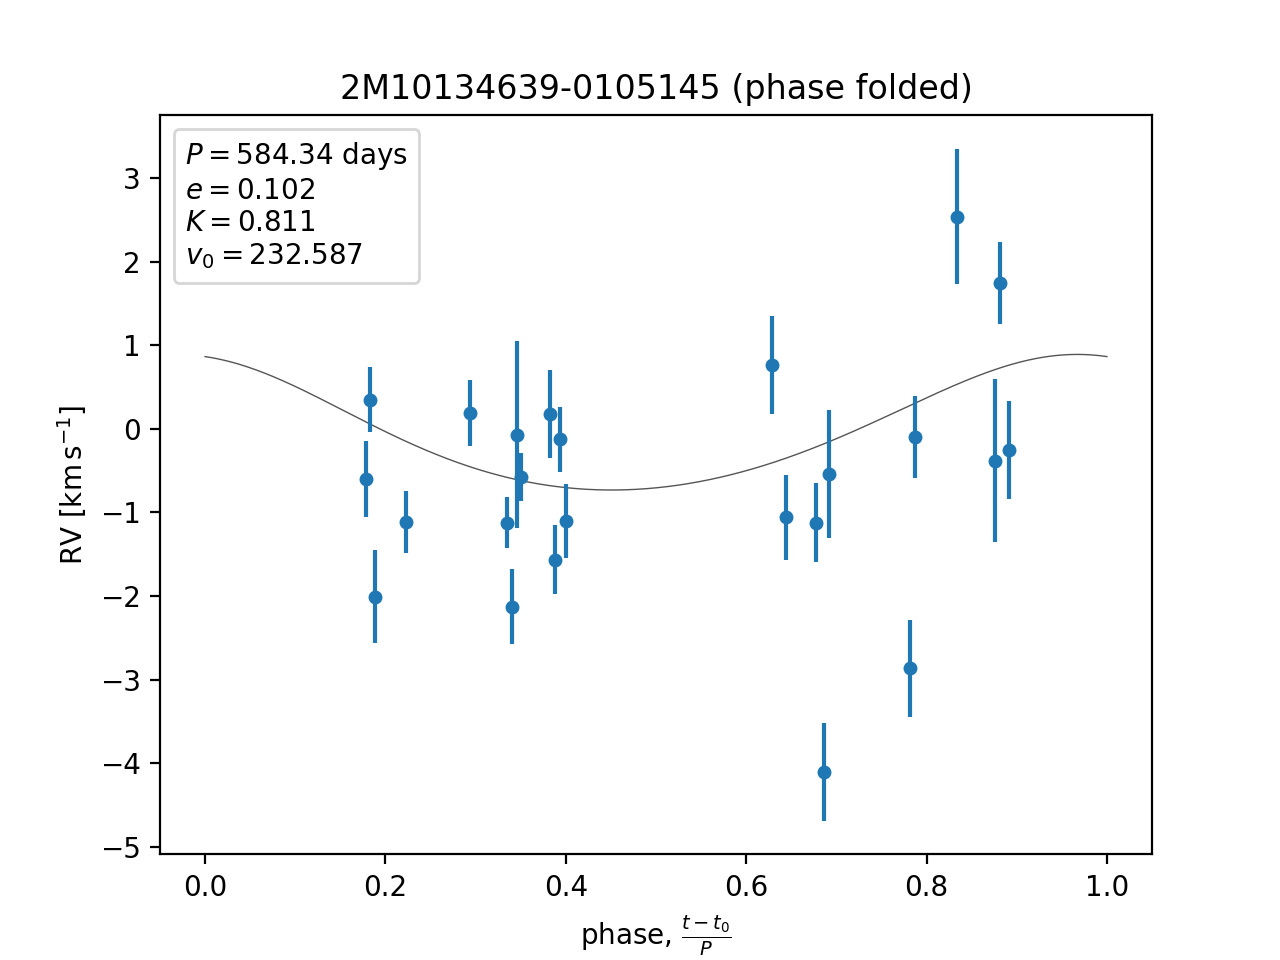 2M10134639-0105145 (phase folded)
P = 584.34 days
e = 0.102
K = 0.811
v₀ = 232.587
3
2
1
0
−1
−2
−3
−4
−5
RV [km s⁻¹]
0.0 0.2 0.4 0.6 0.8 1.0
phase, (t − t₀)/P